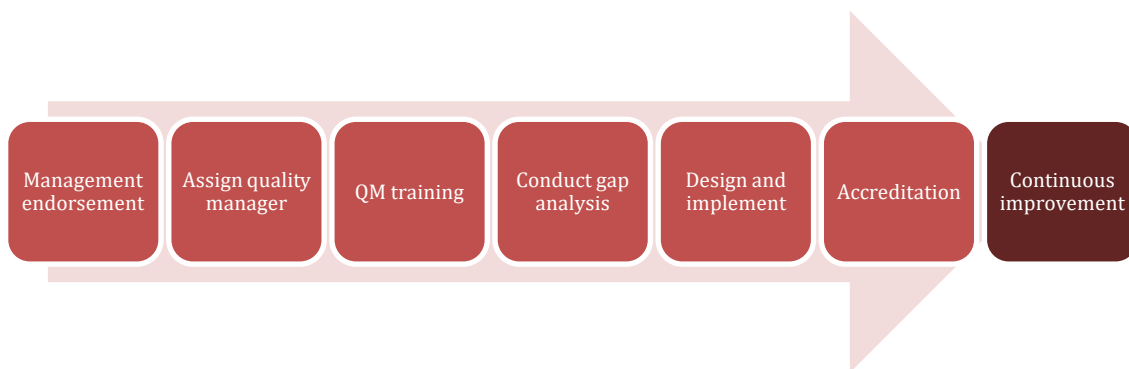 Management
endorsement
Assign quality
manager
QM training
Conduct gap
analysis
Design and
implement
Accreditation
Continuous
improvement